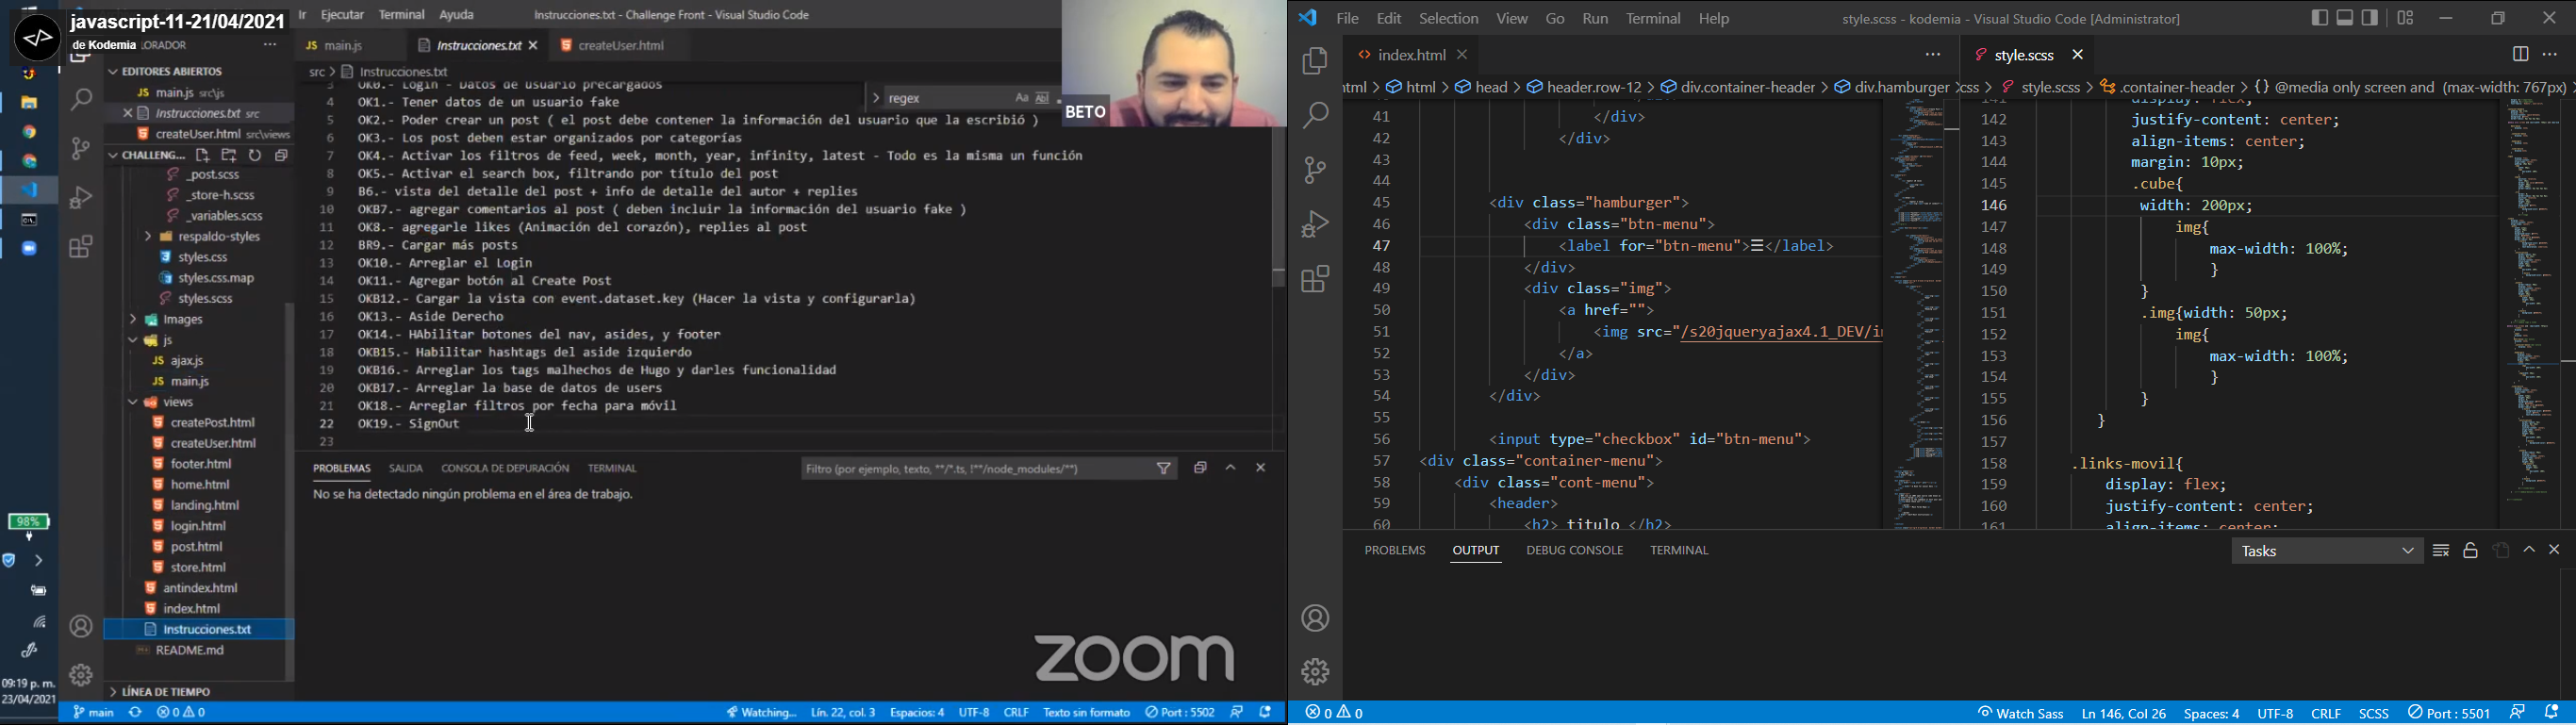 javascript-11-21/04/2021
de Kodemia
Ir Ejecutar Terminal Ayuda
Instrucciones.txt - Challenge Front - Visual Studio Code
EDITORES ABIERTOS
JS main.js src\js
Instrucciones.txt src
createUser.html src\views
CHALLENG...
_post.scss
_store-h.scss
_variables.scss
respaldo-styles
styles.css
styles.css.map
styles.scss
Images
js
JS ajax.js
JS main.js
views
createPost.html
createUser.html
footer.html
home.html
landing.html
login.html
post.html
store.html
antindex.html
index.html
Instrucciones.txt
README.md
LÍNEA DE TIEMPO
98%
09:19 p. m.
23/04/2021
JS main.js
Instrucciones.txt
createUser.html
src > Instrucciones.txt
regex
BETO
3 OK0.- Login - Datos de usuario precargados
4 OK1.- Tener datos de un usuario fake
5 OK2.- Poder crear un post ( el post debe contener la información del usuario que la escribió )
6 OK3.- Los post deben estar organizados por categorías
7 OK4.- Activar los filtros de feed, week, month, year, infinity, latest - Todo es la misma un función
8 OK5.- Activar el search box, filtrando por título del post
9 B6.- vista del detalle del post + info de detalle del autor + replies
10 OKB7.- agregar comentarios al post ( deben incluir la información del usuario fake )
11 OK8.- agregarle likes (Animación del corazón), replies al post
12 BR9.- Cargar más posts
13 OK10.- Arreglar el Login
14 OK11.- Agregar botón al Create Post
15 OKB12.- Cargar la vista con event.dataset.key (Hacer la vista y configurarla)
16 OK13.- Aside Derecho
17 OK14.- HAbilitar botones del nav, asides, y footer
18 OKB15.- Habilitar hashtags del aside izquierdo
19 OKB16.- Arreglar los tags malhechos de Hugo y darles funcionalidad
20 OKB17.- Arreglar la base de datos de users
21 OK18.- Arreglar filtros por fecha para móvil
22 OK19.- SignOut
23
PROBLEMAS SALIDA CONSOLA DE DEPURACIÓN TERMINAL
Filtro (por ejemplo, texto, **/*.ts, !**/node_modules/**)
No se ha detectado ningún problema en el área de trabajo.
zoom
main 0 0
Watching... Lín. 22, col. 3 Espacios: 4 UTF-8 CRLF Texto sin formato Port : 5502
File Edit Selection View Go Run Terminal Help
style.scss - kodemia - Visual Studio Code [Administrator]
index.html
style.scss
html > head > header.row-12 > div.container-header > div.hamburger
style.scss > .container-header > {} @media only screen and (max-width: 767px)
41 </div>
42 </div>
43
44
45 <div class="hamburger">
46 <div class="btn-menu">
47 <label for="btn-menu">☰</label>
48 </div>
49 <div class="img">
50 <a href="">
51 <img src="/s20jqueryajax4.1_DEV/i
52 </a>
53 </div>
54 </div>
55
56 <input type="checkbox" id="btn-menu">
57 <div class="container-menu">
58 <div class="cont-menu">
59 <header>
60 <h2> titulo </h2>
141 display: flex;
142 justify-content: center;
143 align-items: center;
144 margin: 10px;
145 .cube{
146 width: 200px;
147 img{
148 max-width: 100%;
149 }
150 }
151 .img{width: 50px;
152 img{
153 max-width: 100%;
154 }
155 }
156 }
157
158 .links-movil{
159 display: flex;
160 justify-content: center;
161 align-items: center;
PROBLEMS OUTPUT DEBUG CONSOLE TERMINAL
Tasks
0 0
Watch Sass Ln 146, Col 26 Spaces: 4 UTF-8 CRLF SCSS Port : 5501